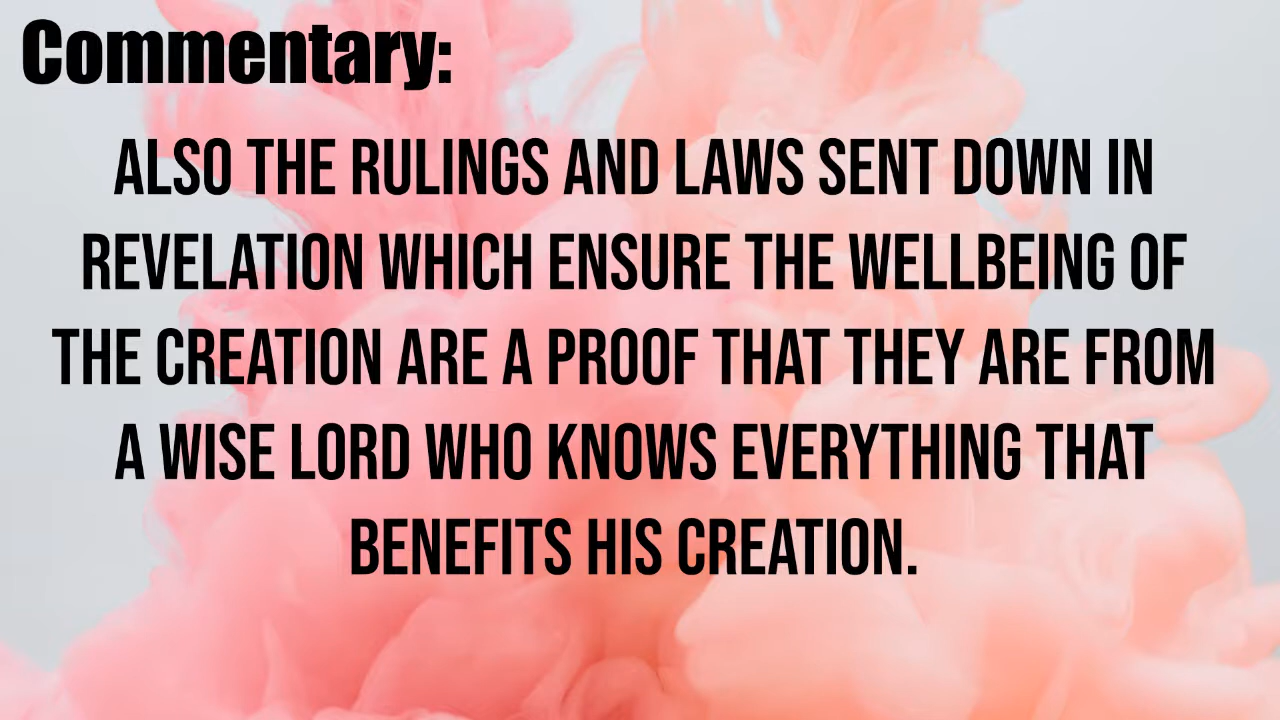 Commentary:
ALSO THE RULINGS AND LAWS SENT DOWN IN
REVELATION WHICH ENSURE THE WELLBEING OF
THE CREATION ARE A PROOF THAT THEY ARE FROM
A WISE LORD WHO KNOWS EVERYTHING THAT
BENEFITS HIS CREATION.